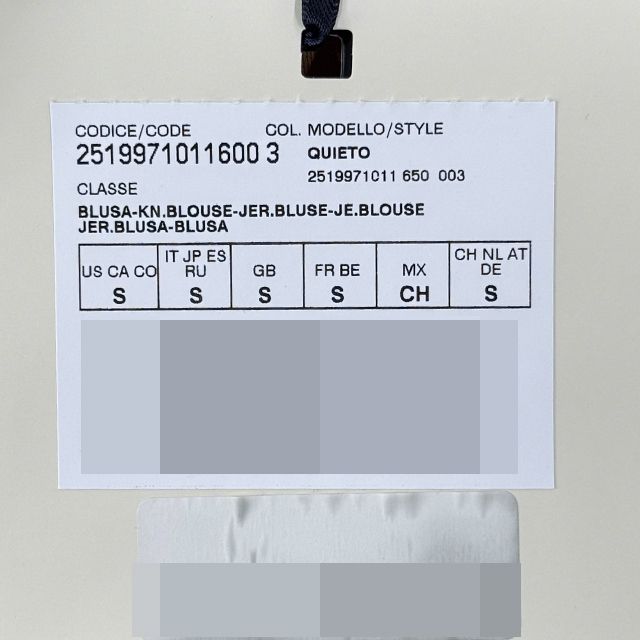 CODICE/CODE COL. MODELLO/STYLE
2519971011600 3 QUIETO
2519971011 650 003
CLASSE
BLUSA-KN.BLOUSE-JER.BLUSE-JE.BLOUSE
JER.BLUSA-BLUSA
US CA CO IT JP ES RU GB FR BE MX CH NL AT DE
S S S S CH S